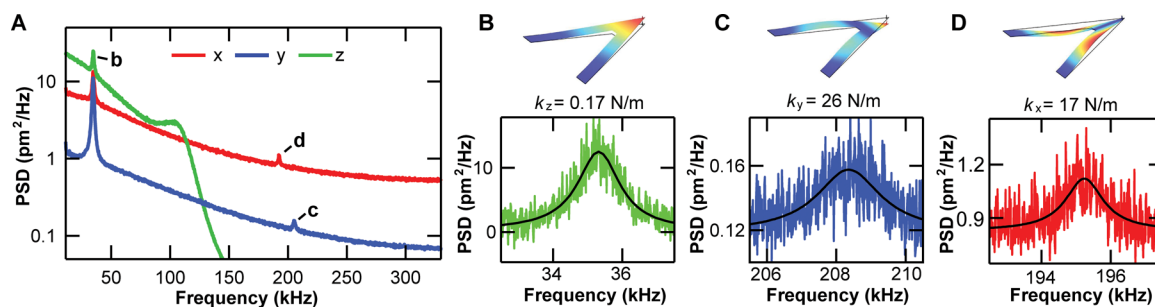 A
x y z
b
d
c
PSD (pm²/Hz)
10
1
0.1
50 100 150 200 250 300
Frequency (kHz)
B
k_z = 0.17 N/m
PSD (pm²/Hz)
10
0
34 36
Frequency (kHz)
C
k_y = 26 N/m
PSD (pm²/Hz)
0.16
0.12
206 208 210
Frequency (kHz)
D
k_x = 17 N/m
PSD (pm²/Hz)
1.2
0.9
194 196
Frequency (kHz)